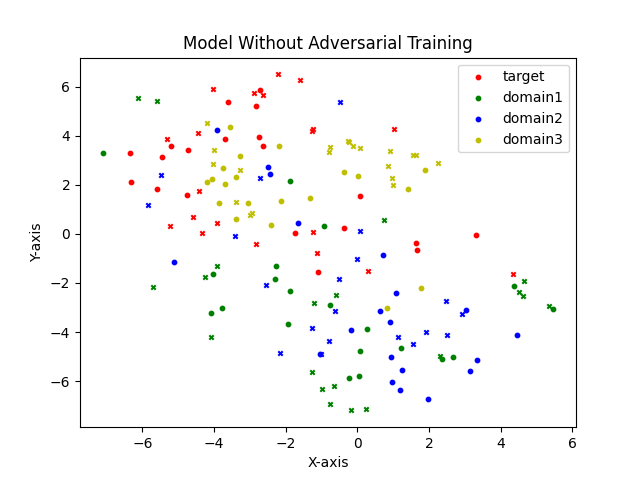 Model Without Adversarial Training
target
domain1
domain2
domain3
Y-axis
6
4
2
0
−2
−4
−6
−6 −4 −2 0 2 4 6
X-axis